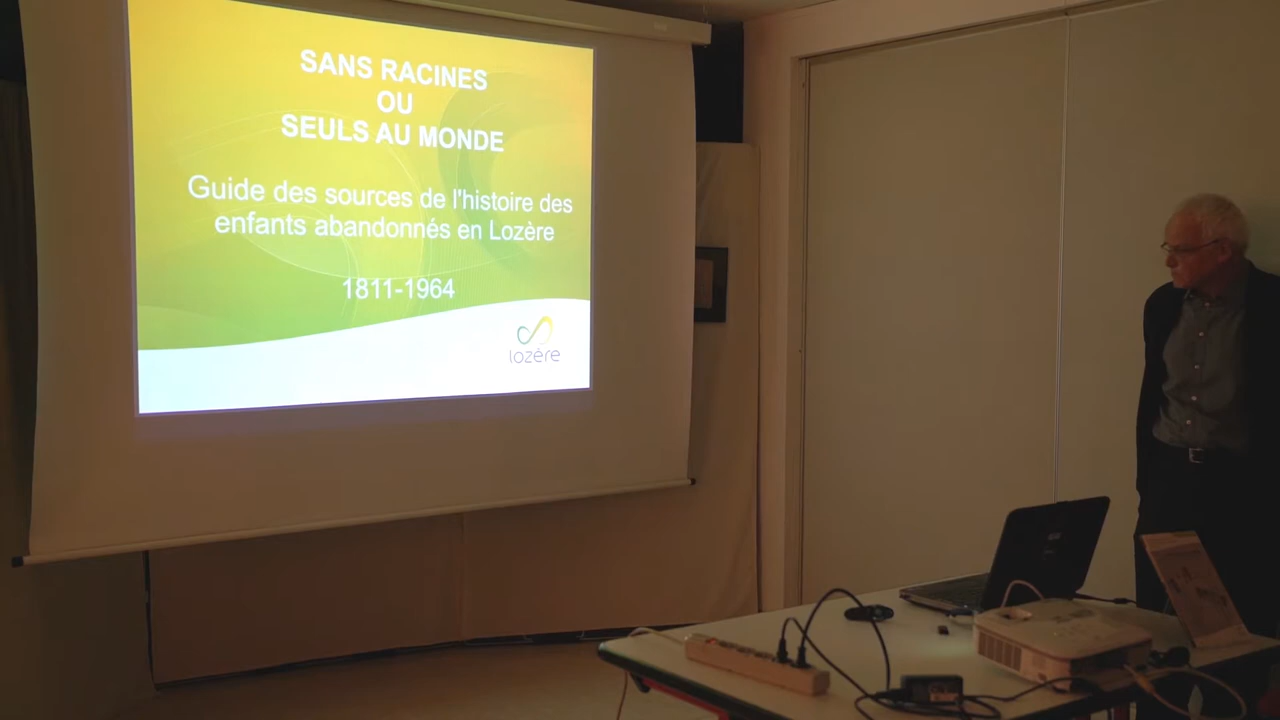 SANS RACINES
OU
SEULS AU MONDE
Guide des sources de l'histoire des
enfants abandonnés en Lozère
1811-1964
lozère